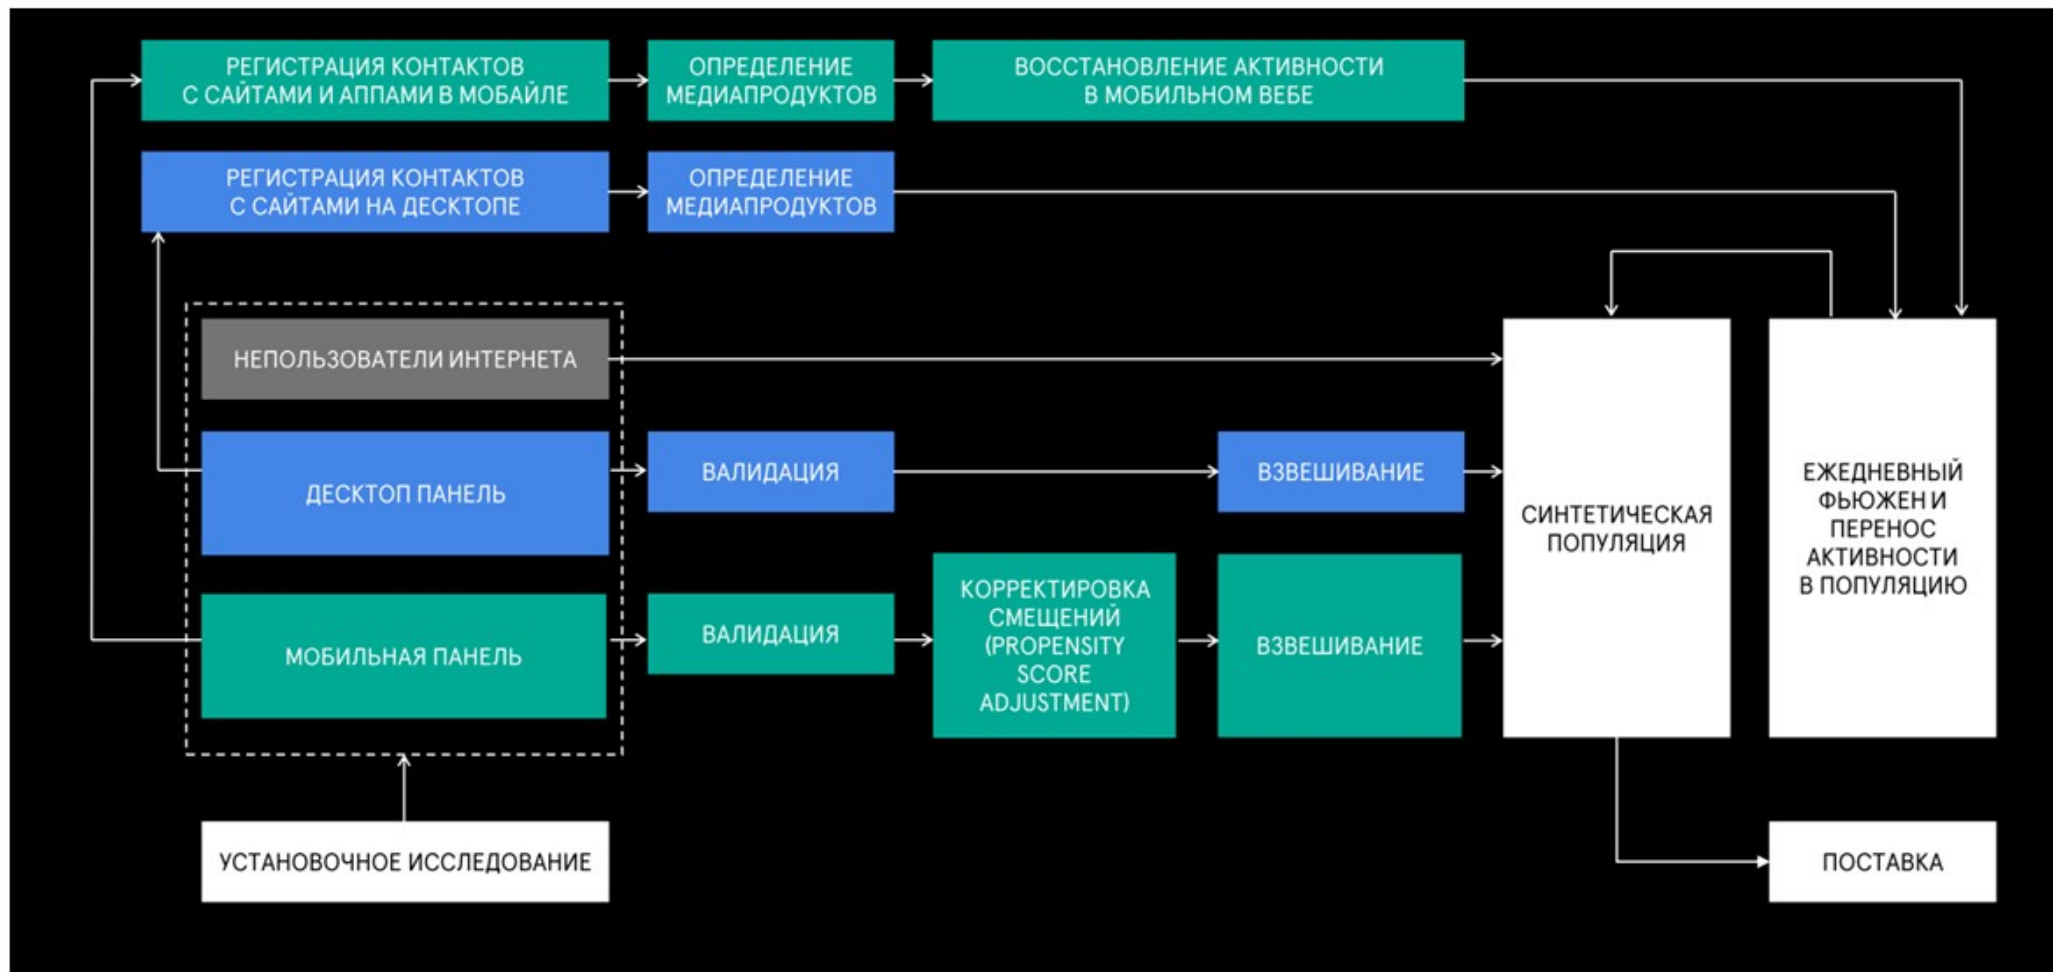 РЕГИСТРАЦИЯ КОНТАКТОВ
С САЙТАМИ И АППАМИ В МОБАЙЛЕ
ОПРЕДЕЛЕНИЕ
МЕДИАПРОДУКТОВ
ВОССТАНОВЛЕНИЕ АКТИВНОСТИ
В МОБИЛЬНОМ ВЕБЕ
РЕГИСТРАЦИЯ КОНТАКТОВ
С САЙТАМИ НА ДЕСКТОПЕ
ОПРЕДЕЛЕНИЕ
МЕДИАПРОДУКТОВ
НЕПОЛЬЗОВАТЕЛИ ИНТЕРНЕТА
ДЕСКТОП ПАНЕЛЬ
ВАЛИДАЦИЯ
ВЗВЕШИВАНИЕ
МОБИЛЬНАЯ ПАНЕЛЬ
ВАЛИДАЦИЯ
КОРРЕКТИРОВКА
СМЕЩЕНИЙ
(PROPENSITY
SCORE
ADJUSTMENT)
ВЗВЕШИВАНИЕ
СИНТЕТИЧЕСКАЯ
ПОПУЛЯЦИЯ
ЕЖЕДНЕВНЫЙ
ФЬЮЖЕН И
ПЕРЕНОС
АКТИВНОСТИ
В ПОПУЛЯЦИЮ
УСТАНОВОЧНОЕ ИССЛЕДОВАНИЕ
ПОСТАВКА